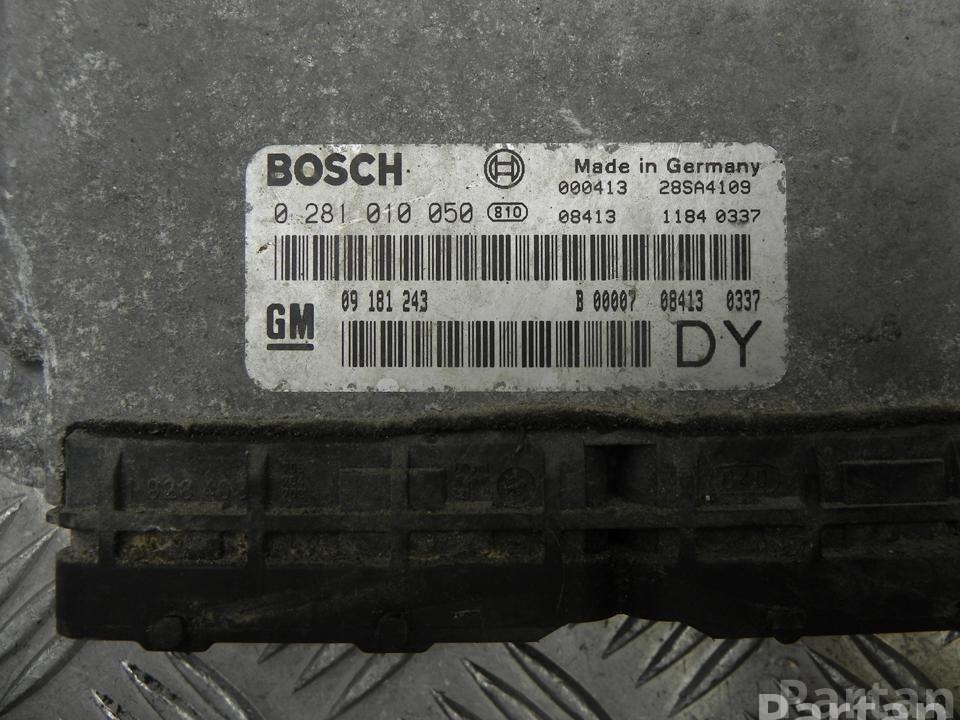 BOSCH Made in Germany
000413 28SA4109
0 281 010 050 810 08413 1184 0337
09 181 243 B 00007 08413 0337
GM DY
Partan
Partan